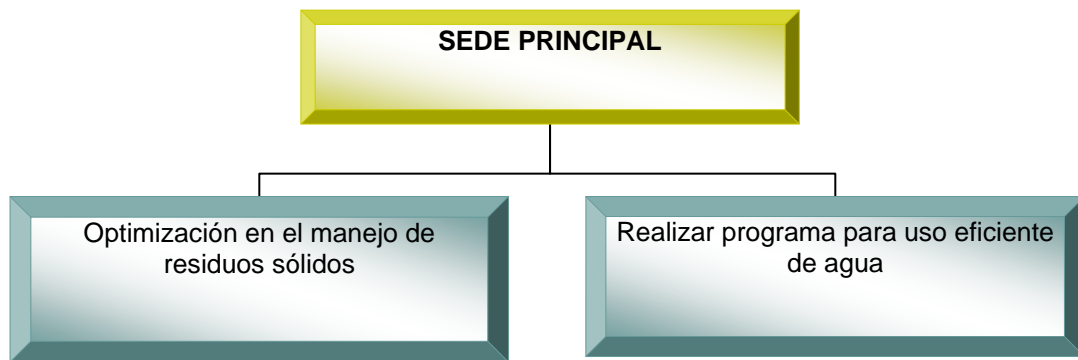 SEDE PRINCIPAL
Optimización en el manejo de
residuos sólidos
Realizar programa para uso eficiente
de agua